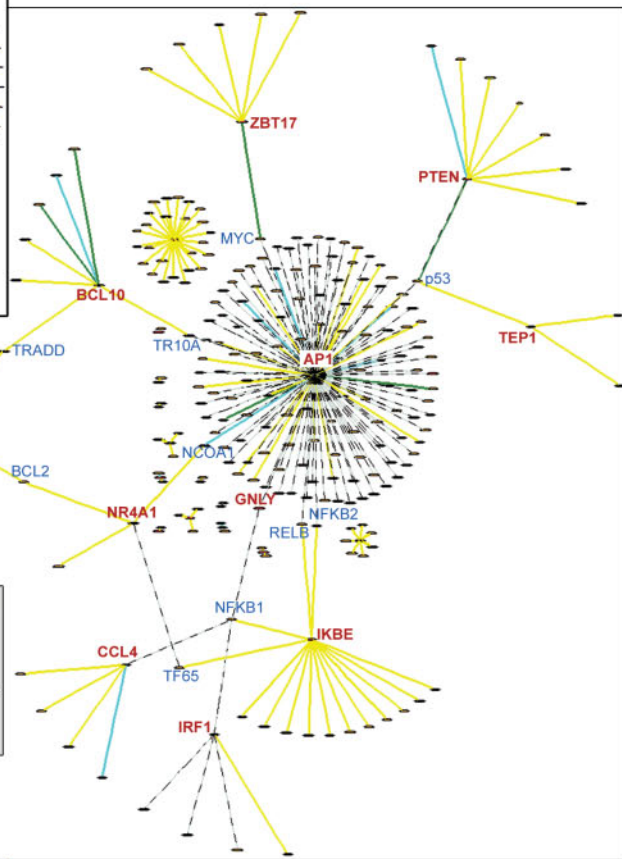 ZBT17
PTEN
MYC
p53
BCL10
TEP1
TR10A
TRADD
AP1
NCOA1
BCL2
GNLY
NR4A1
NFKB2
RELB
NFKB1
IKBE
CCL4
TF65
IRF1